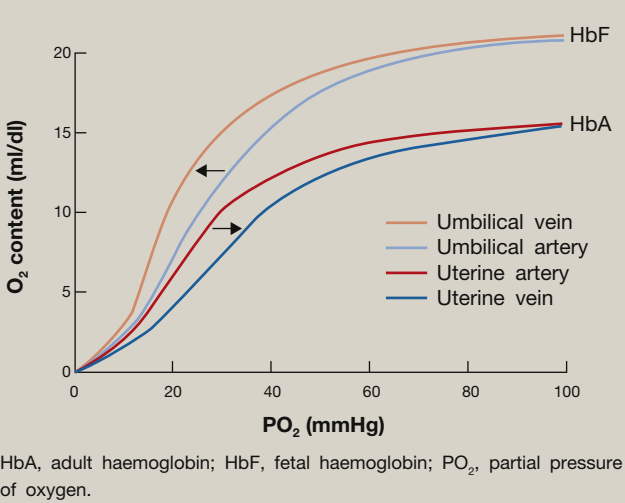 HbF
20
15
HbA
O2 content (ml/dl)
10
Umbilical vein
Umbilical artery
Uterine artery
Uterine vein
5
0
0 20 40 60 80 100
PO2 (mmHg)
HbA, adult haemoglobin; HbF, fetal haemoglobin; PO2, partial pressure
of oxygen.